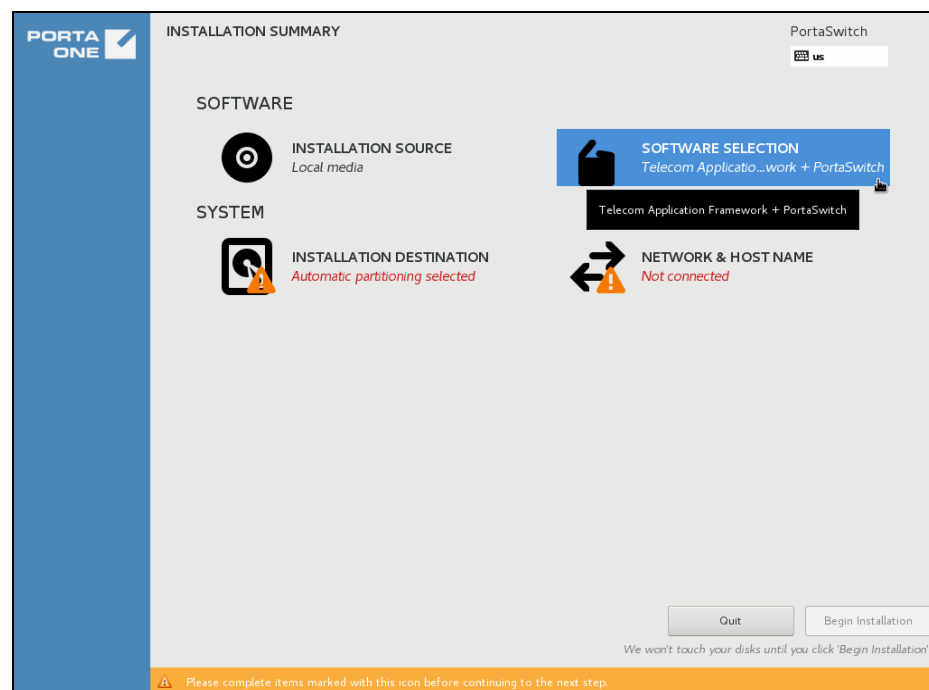 PORTA
ONE
INSTALLATION SUMMARY
PortaSwitch
us
SOFTWARE
INSTALLATION SOURCE
Local media
SOFTWARE SELECTION
Telecom Applicatio...work + PortaSwitch
Telecom Application Framework + PortaSwitch
SYSTEM
INSTALLATION DESTINATION
Automatic partitioning selected
NETWORK & HOST NAME
Not connected
Quit
Begin Installation
We won't touch your disks until you click 'Begin Installation'
Please complete items marked with this icon before continuing to the next step.